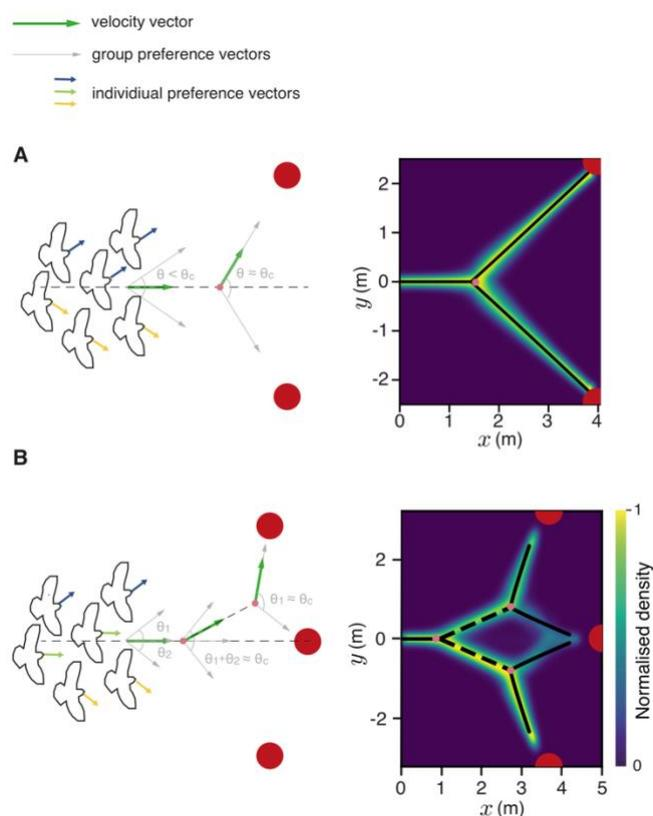 velocity vector
group preference vectors
individiual preference vectors
A
θ < θc
θ ≈ θc
2
1
0
-1
-2
y (m)
0
1
2
3
4
x (m)
B
θ1
θ2
θ1+θ2 ≈ θc
θ1 ≈ θc
2
0
-2
y (m)
0
1
2
3
4
5
x (m)
1
0
Normalised density